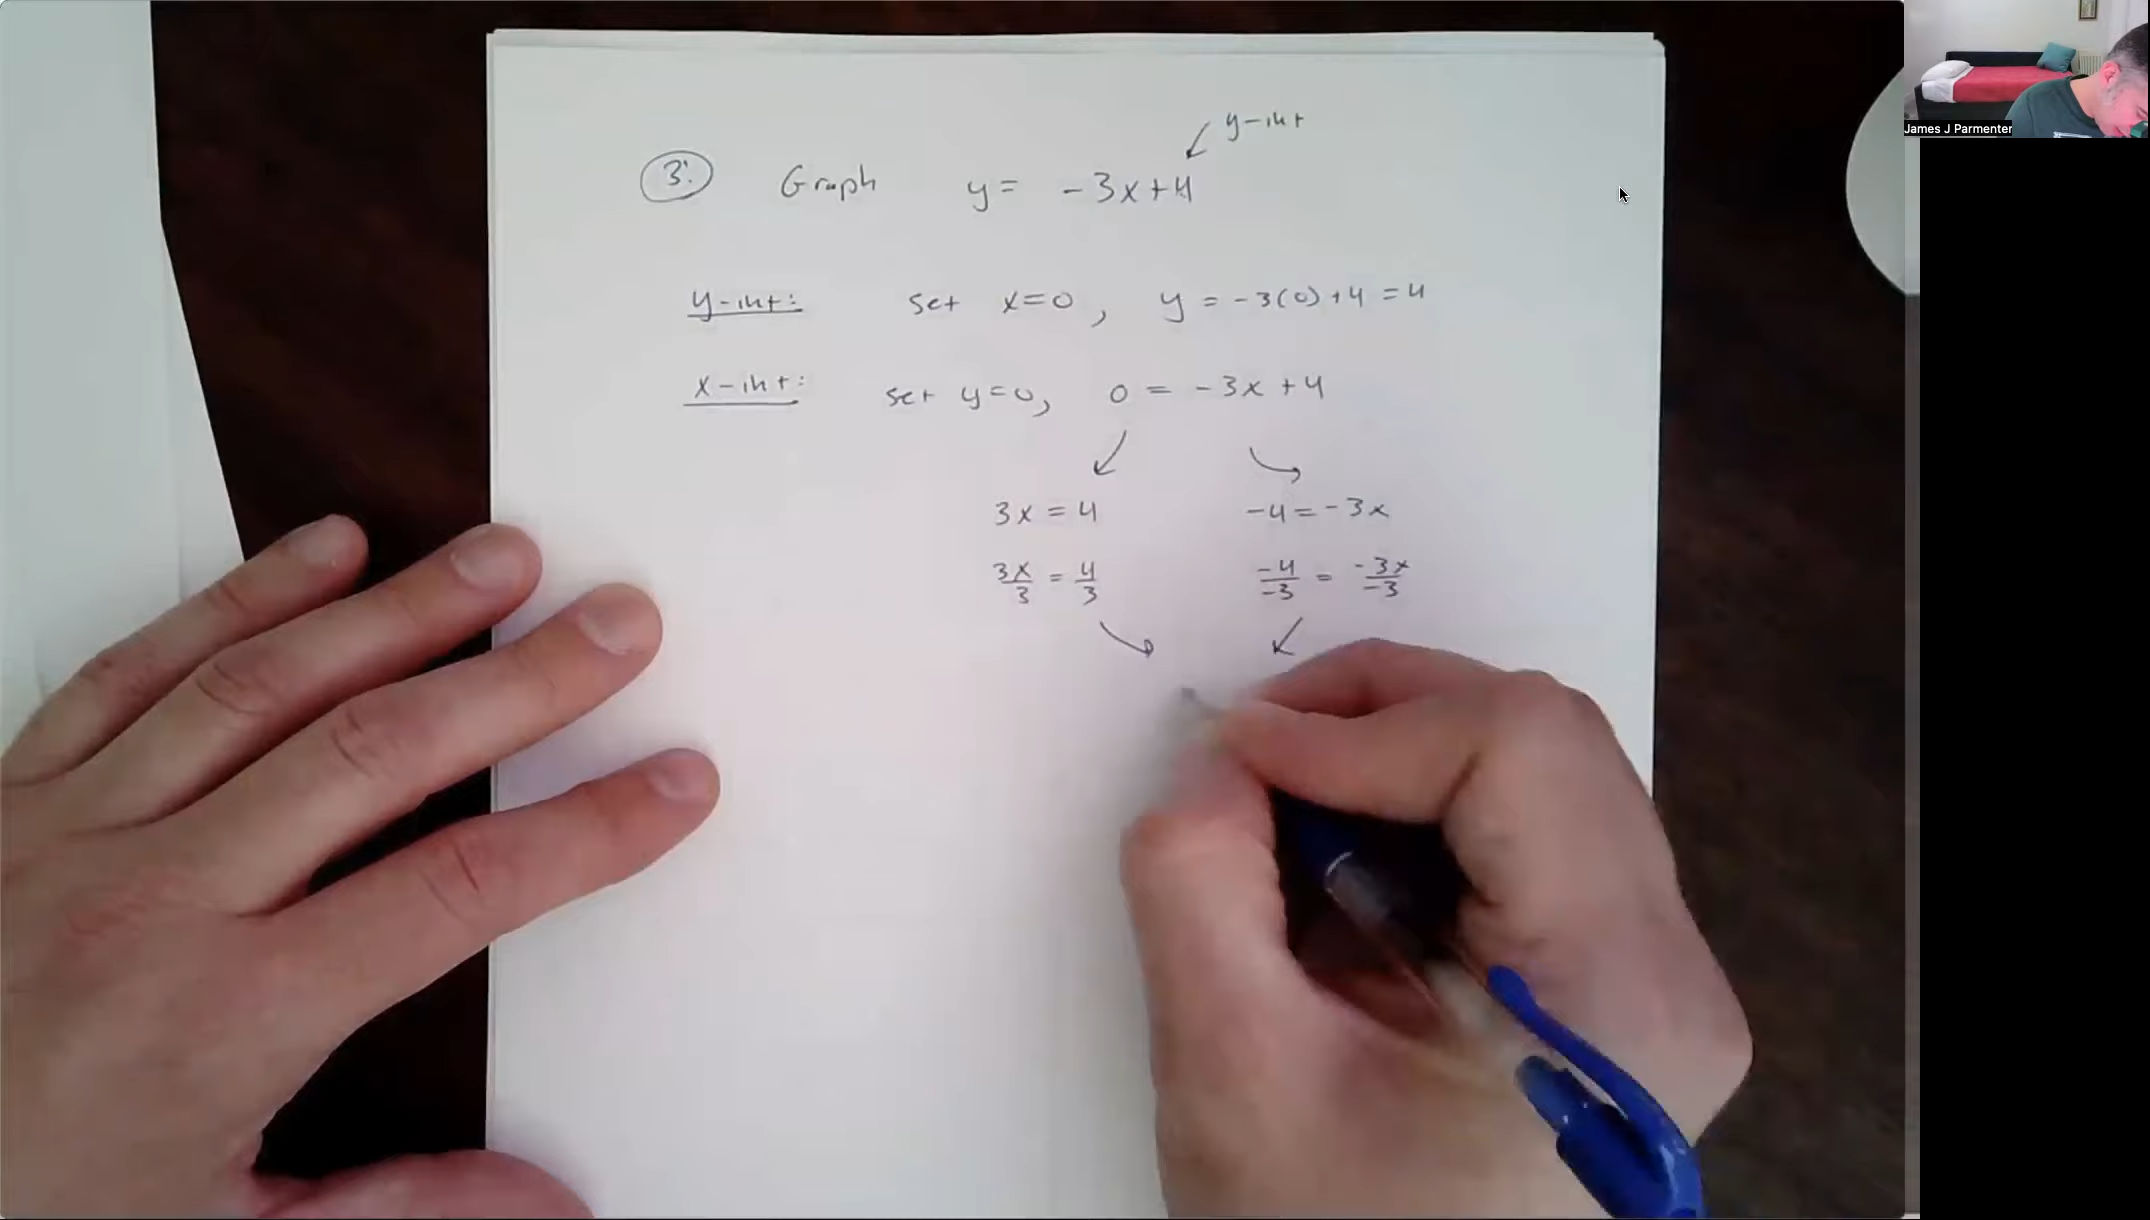 y-int
3. Graph y = -3x+4
y-int: set x=0, y = -3(0)+4 = 4
x-int: set y=0, 0 = -3x+4
3x = 4 -4 = -3x
3x/3 = 4/3 -4/-3 = -3x/-3
James J Parmenter